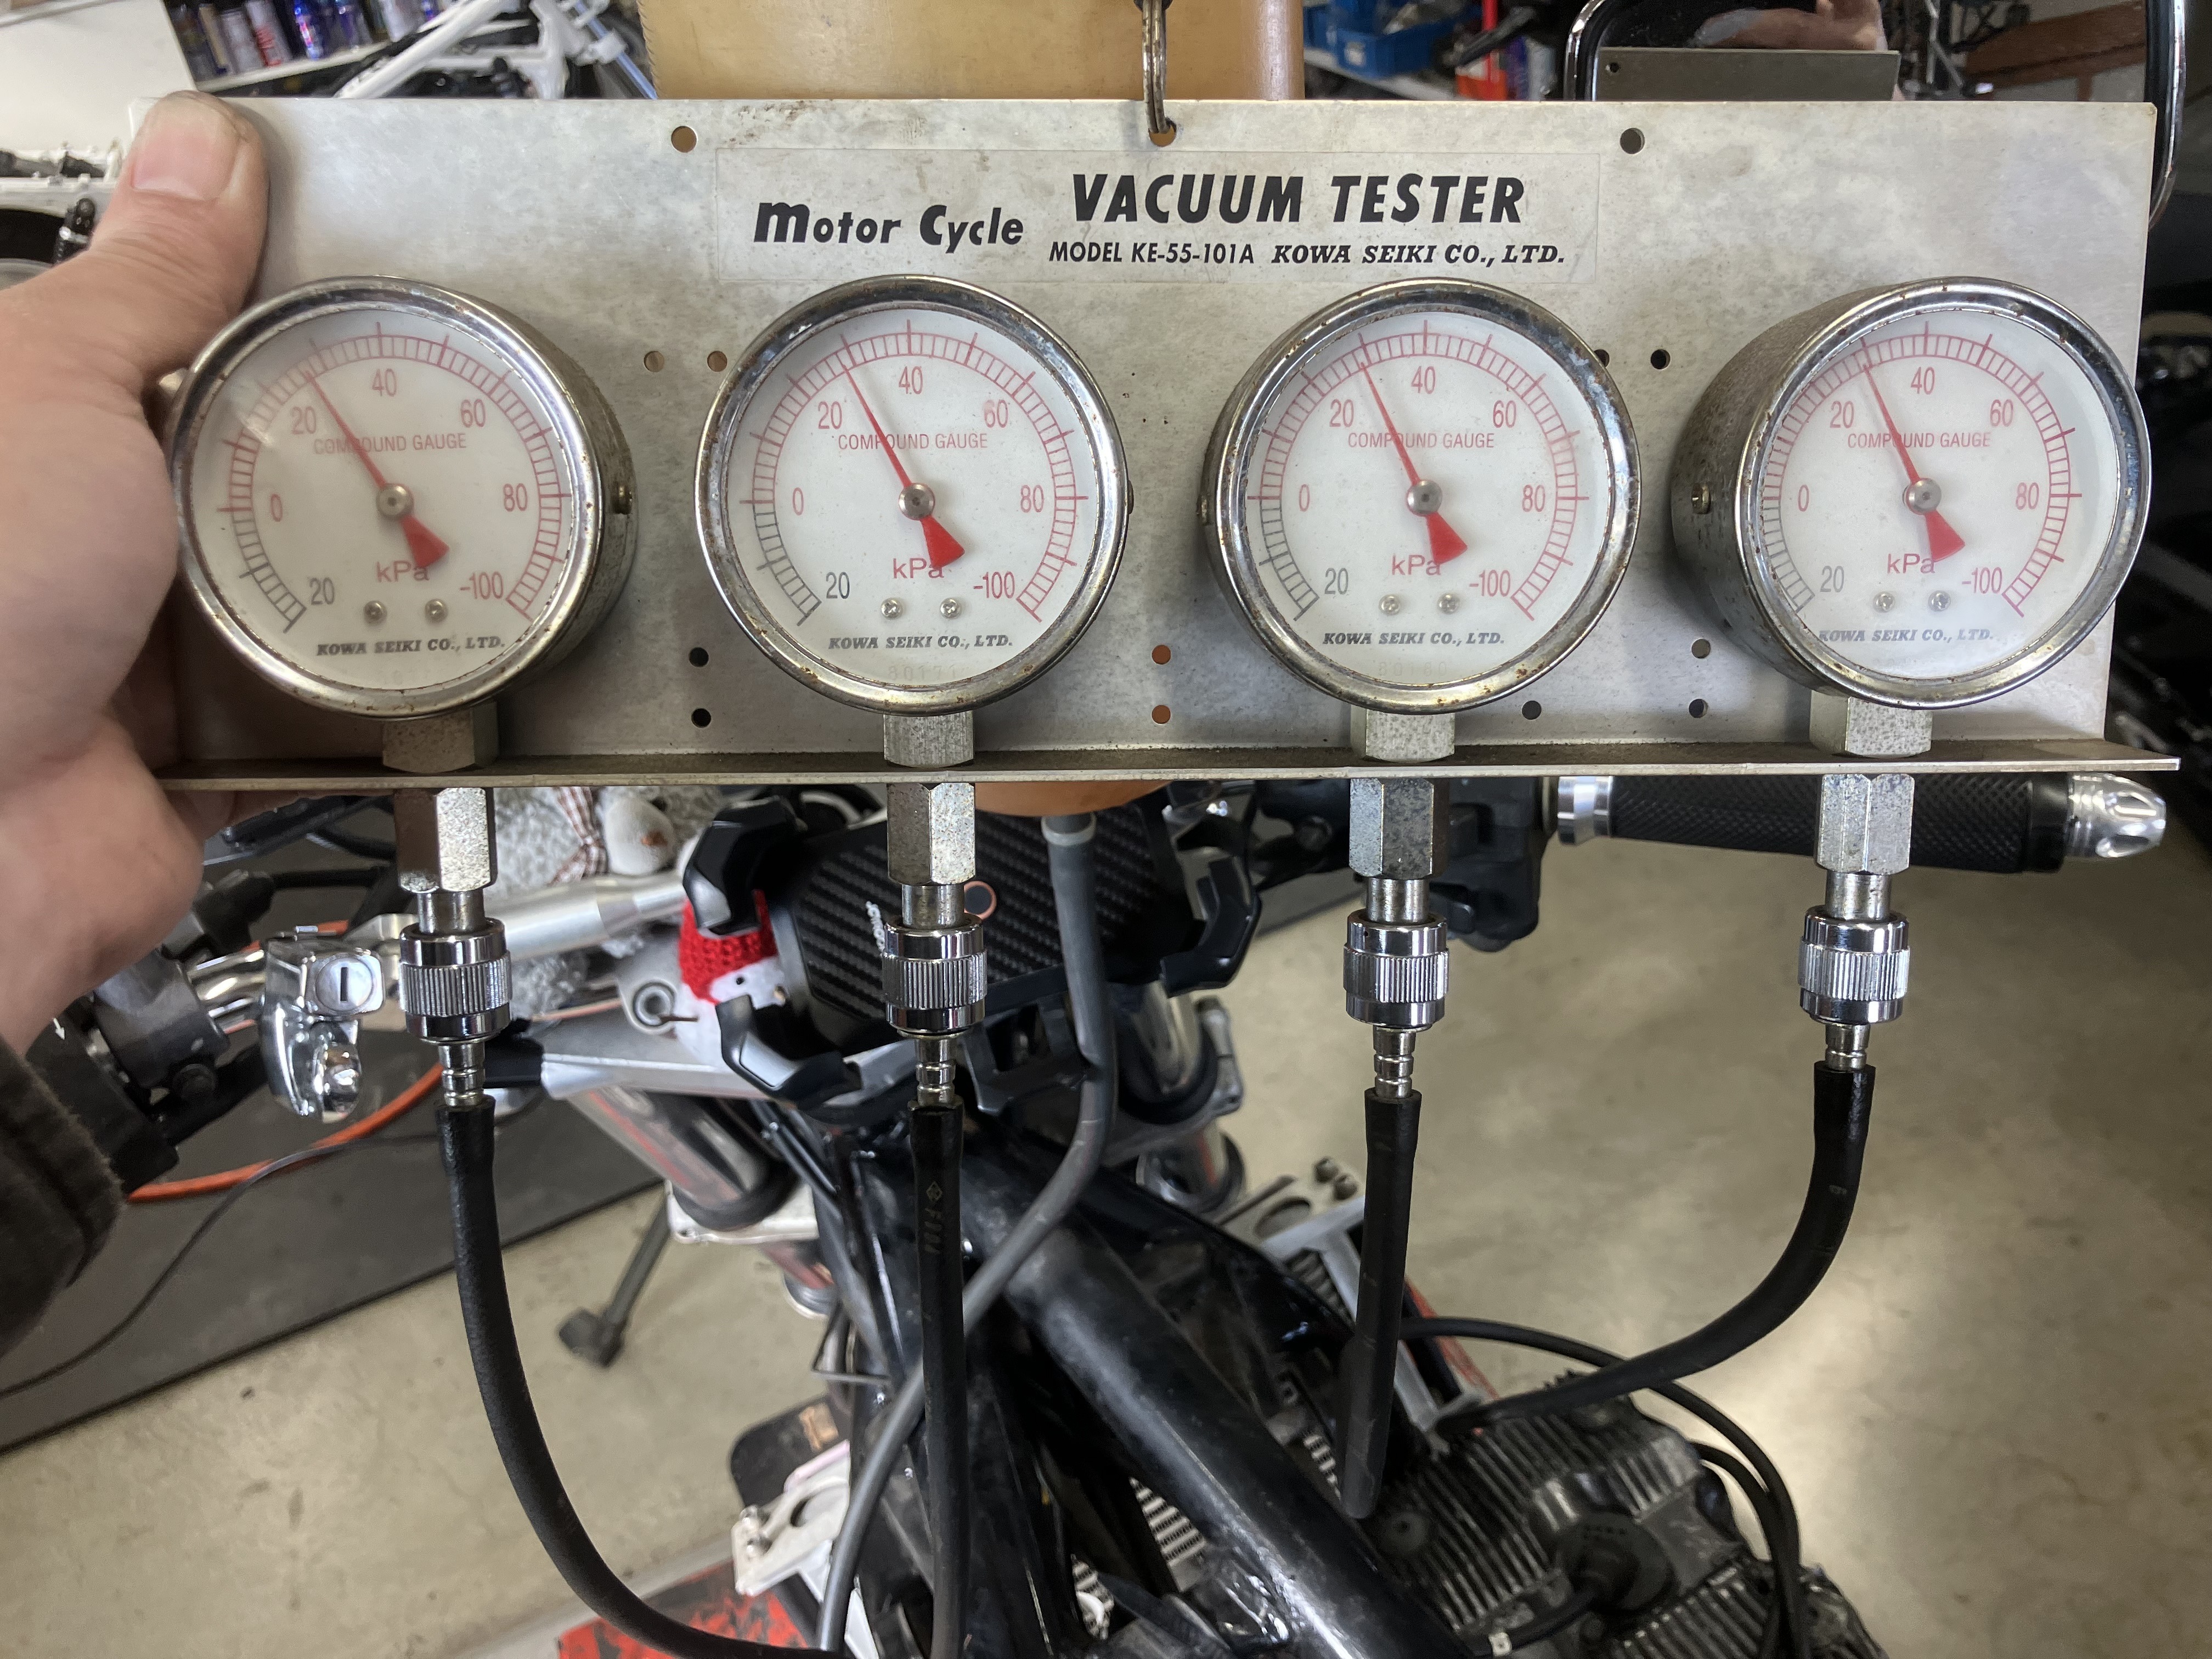 Motor Cycle VACUUM TESTER
MODEL KE-55-101A KOWA SEIKI CO., LTD.
20 0 20 40 60 80 -100
COMPOUND GAUGE
kPa
KOWA SEIKI CO., LTD.
20 0 20 40 60 80 -100
COMPOUND GAUGE
kPa
KOWA SEIKI CO., LTD.
20 0 20 40 60 80 -100
COMPOUND GAUGE
kPa
KOWA SEIKI CO., LTD.
20 0 20 40 60 80 -100
COMPOUND GAUGE
kPa
KOWA SEIKI CO., LTD.